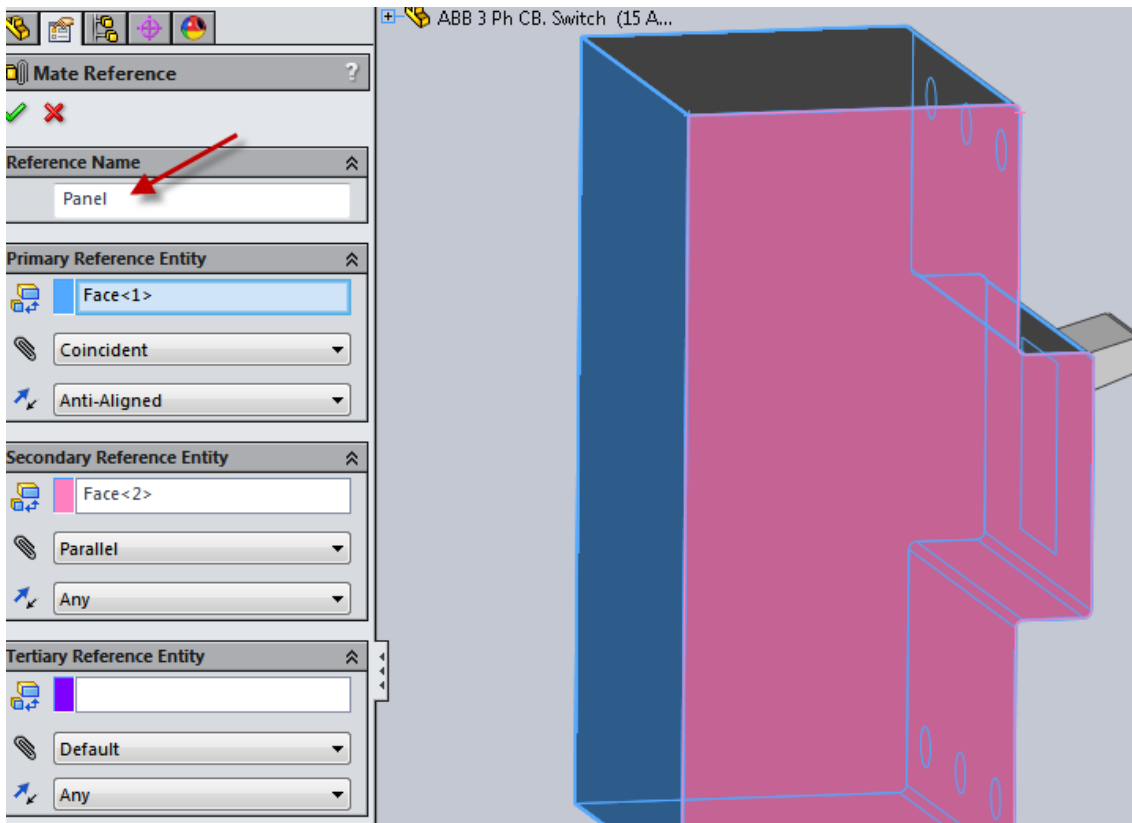 ABB 3 Ph CB. Switch (15 A...
Mate Reference
?
Reference Name
Panel
Primary Reference Entity
Face<1>
Coincident
Anti-Aligned
Secondary Reference Entity
Face<2>
Parallel
Any
Tertiary Reference Entity
Default
Any